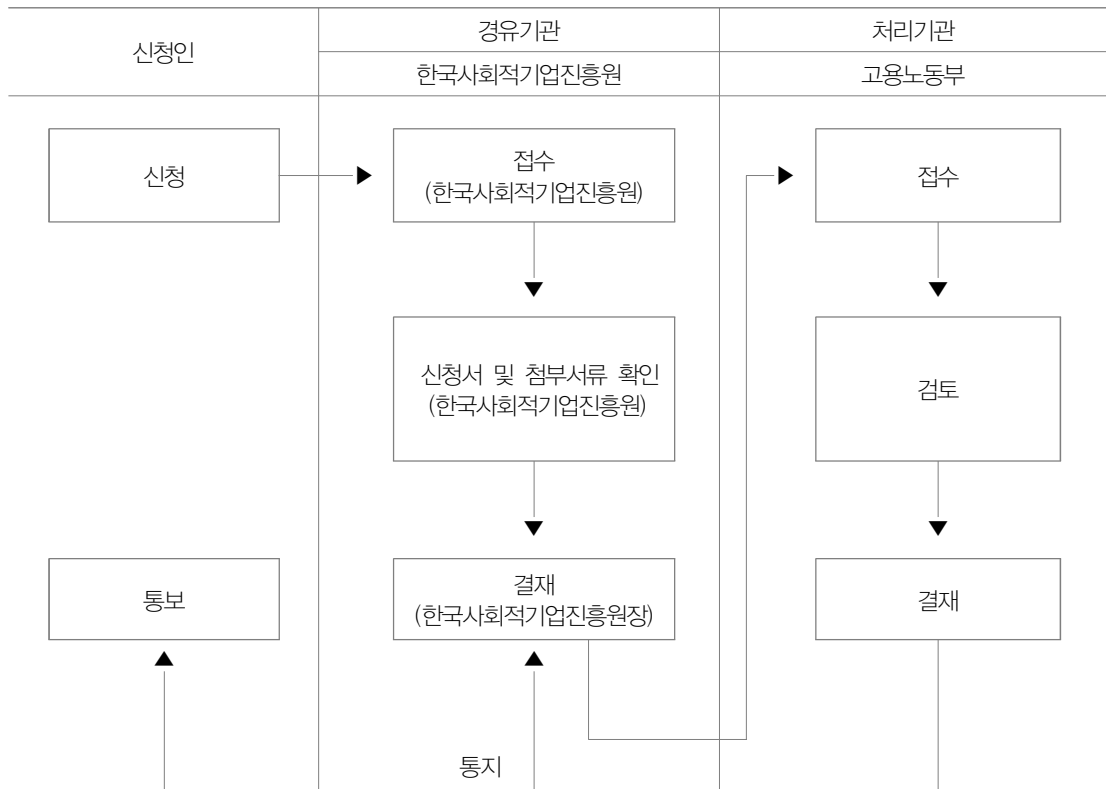 신청인
경유기관
처리기관
한국사회적기업진흥원
고용노동부
신청
접수
(한국사회적기업진흥원)
접수
신청서 및 첨부서류 확인
(한국사회적기업진흥원)
검토
통보
결재
(한국사회적기업진흥원장)
결재
통지